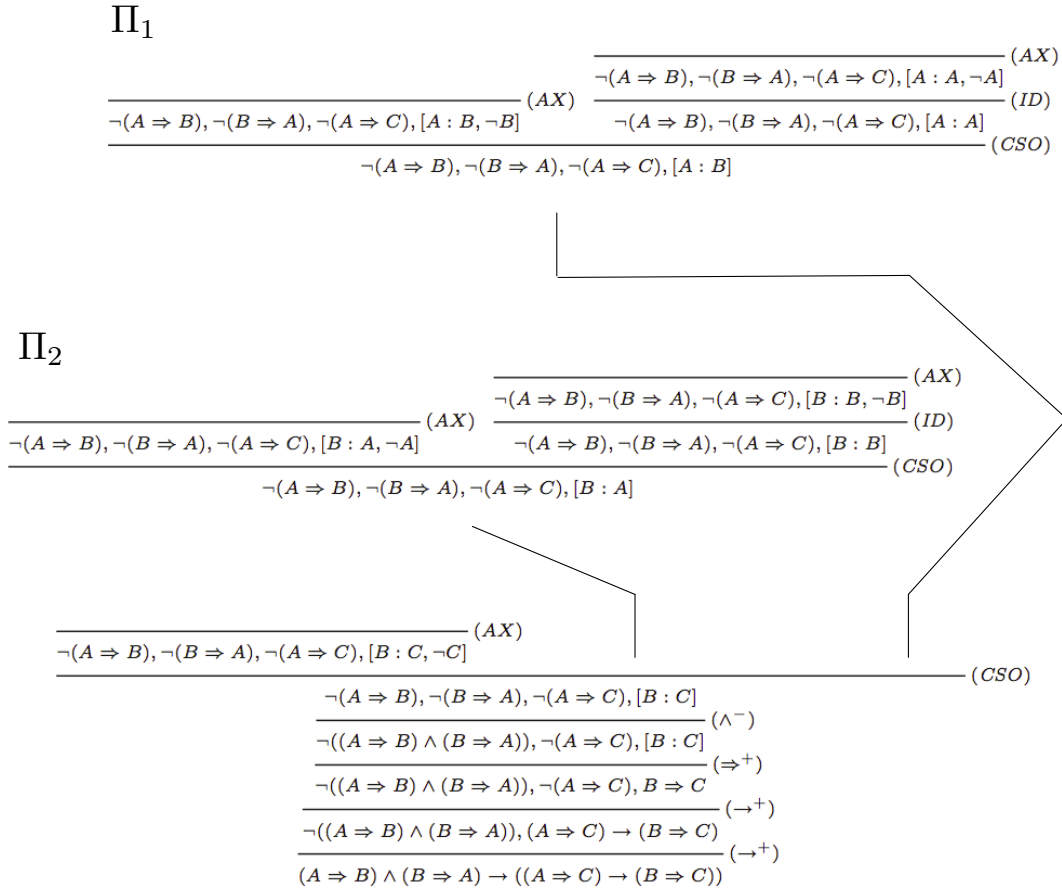 Π₁
(AX)
¬(A ⇒ B), ¬(B ⇒ A), ¬(A ⇒ C), [A : A, ¬A]
(AX) (ID)
¬(A ⇒ B), ¬(B ⇒ A), ¬(A ⇒ C), [A : B, ¬B] ¬(A ⇒ B), ¬(B ⇒ A), ¬(A ⇒ C), [A : A]
(CSO)
¬(A ⇒ B), ¬(B ⇒ A), ¬(A ⇒ C), [A : B]
Π₂
(AX)
¬(A ⇒ B), ¬(B ⇒ A), ¬(A ⇒ C), [B : B, ¬B]
(AX) (ID)
¬(A ⇒ B), ¬(B ⇒ A), ¬(A ⇒ C), [B : A, ¬A] ¬(A ⇒ B), ¬(B ⇒ A), ¬(A ⇒ C), [B : B]
(CSO)
¬(A ⇒ B), ¬(B ⇒ A), ¬(A ⇒ C), [B : A]
(AX)
¬(A ⇒ B), ¬(B ⇒ A), ¬(A ⇒ C), [B : C, ¬C]
(CSO)
¬(A ⇒ B), ¬(B ⇒ A), ¬(A ⇒ C), [B : C]
(∧⁻)
¬((A ⇒ B) ∧ (B ⇒ A)), ¬(A ⇒ C), [B : C]
(⇒⁺)
¬((A ⇒ B) ∧ (B ⇒ A)), ¬(A ⇒ C), B ⇒ C
(→⁺)
¬((A ⇒ B) ∧ (B ⇒ A)), (A ⇒ C) → (B ⇒ C)
(→⁺)
(A ⇒ B) ∧ (B ⇒ A) → ((A ⇒ C) → (B ⇒ C))